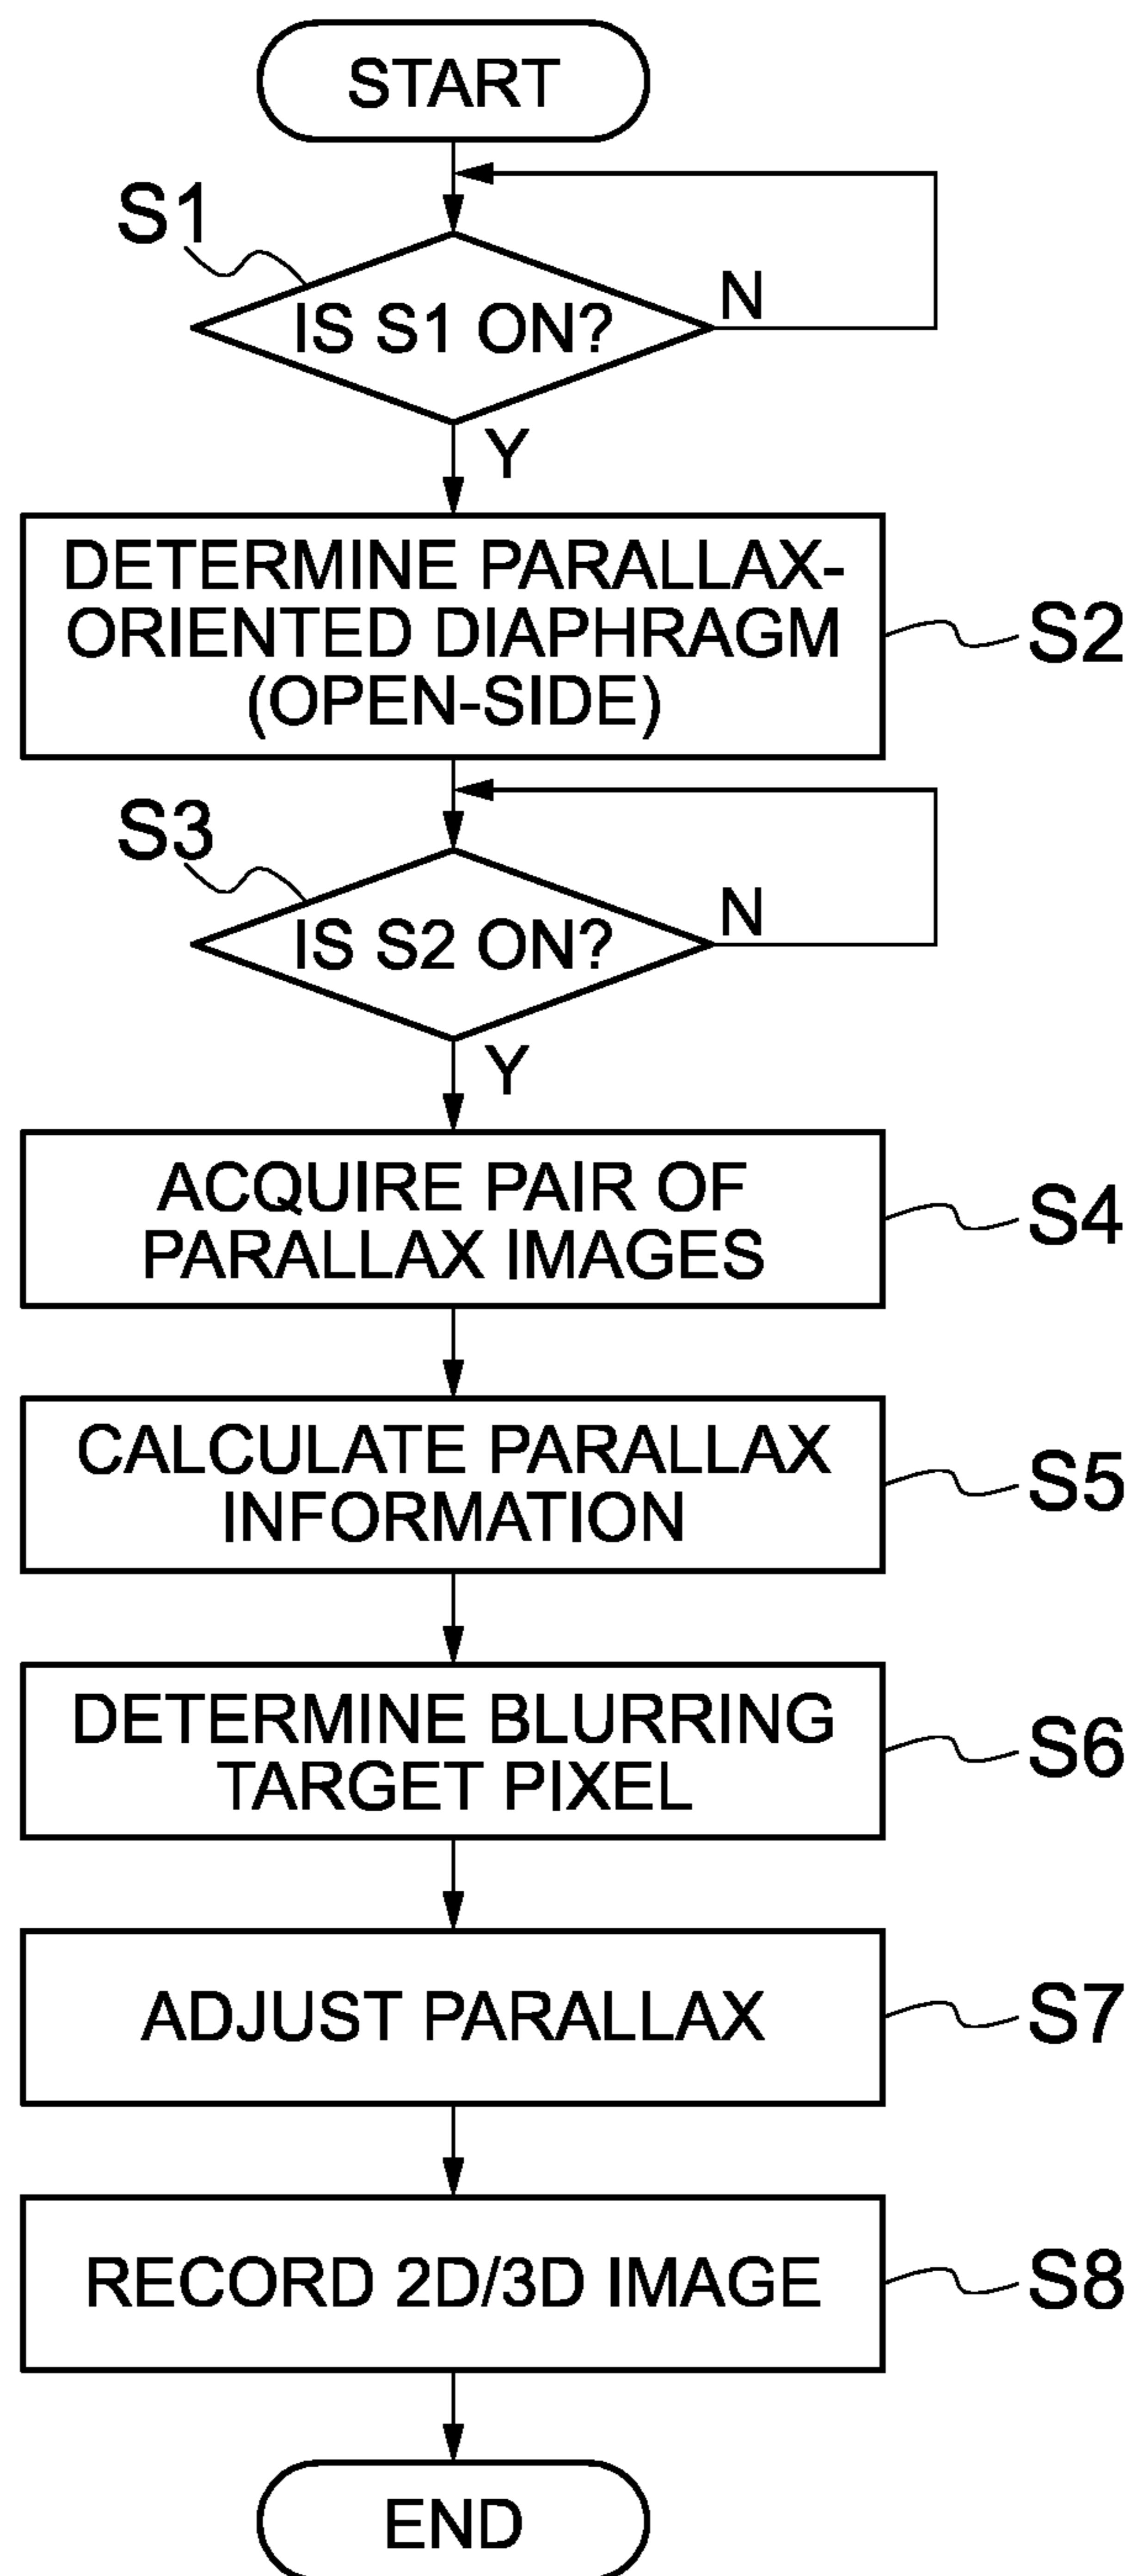 START
S1
IS S1 ON?
N
Y
DETERMINE PARALLAX-
ORIENTED DIAPHRAGM
(OPEN-SIDE)
S2
S3
IS S2 ON?
N
Y
ACQUIRE PAIR OF
PARALLAX IMAGES
S4
CALCULATE PARALLAX
INFORMATION
S5
DETERMINE BLURRING
TARGET PIXEL
S6
ADJUST PARALLAX
S7
RECORD 2D/3D IMAGE
S8
END